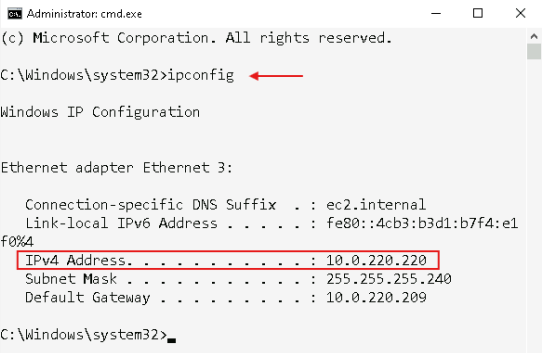 Administrator: cmd.exe
(c) Microsoft Corporation. All rights reserved.
C:\Windows\system32>ipconfig
Windows IP Configuration
Ethernet adapter Ethernet 3:
Connection-specific DNS Suffix  . : ec2.internal
Link-local IPv6 Address . . . . . : fe80::4cb3:b3d1:b7f4:e1
f0%4
IPv4 Address. . . . . . . . . . . : 10.0.220.220
Subnet Mask . . . . . . . . . . . : 255.255.255.240
Default Gateway . . . . . . . . . : 10.0.220.209
C:\Windows\system32>